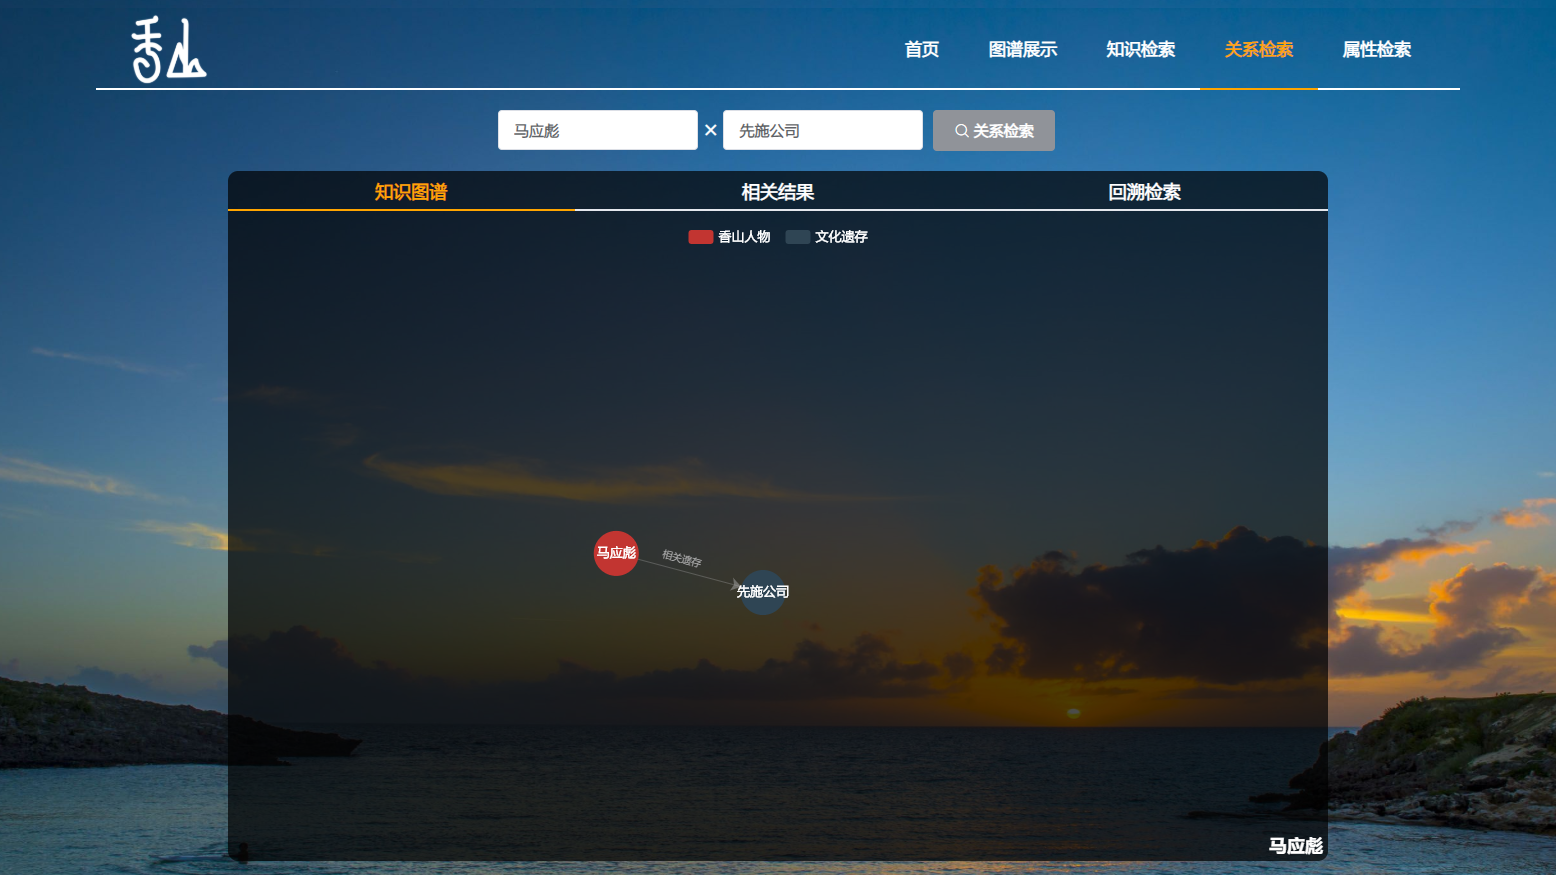 香山
首页 图谱展示 知识检索 关系检索 属性检索
马应彪 × 先施公司 关系检索
知识图谱 相关结果 回溯检索
香山人物 文化遗存
马应彪
相关遗存
先施公司
马应彪